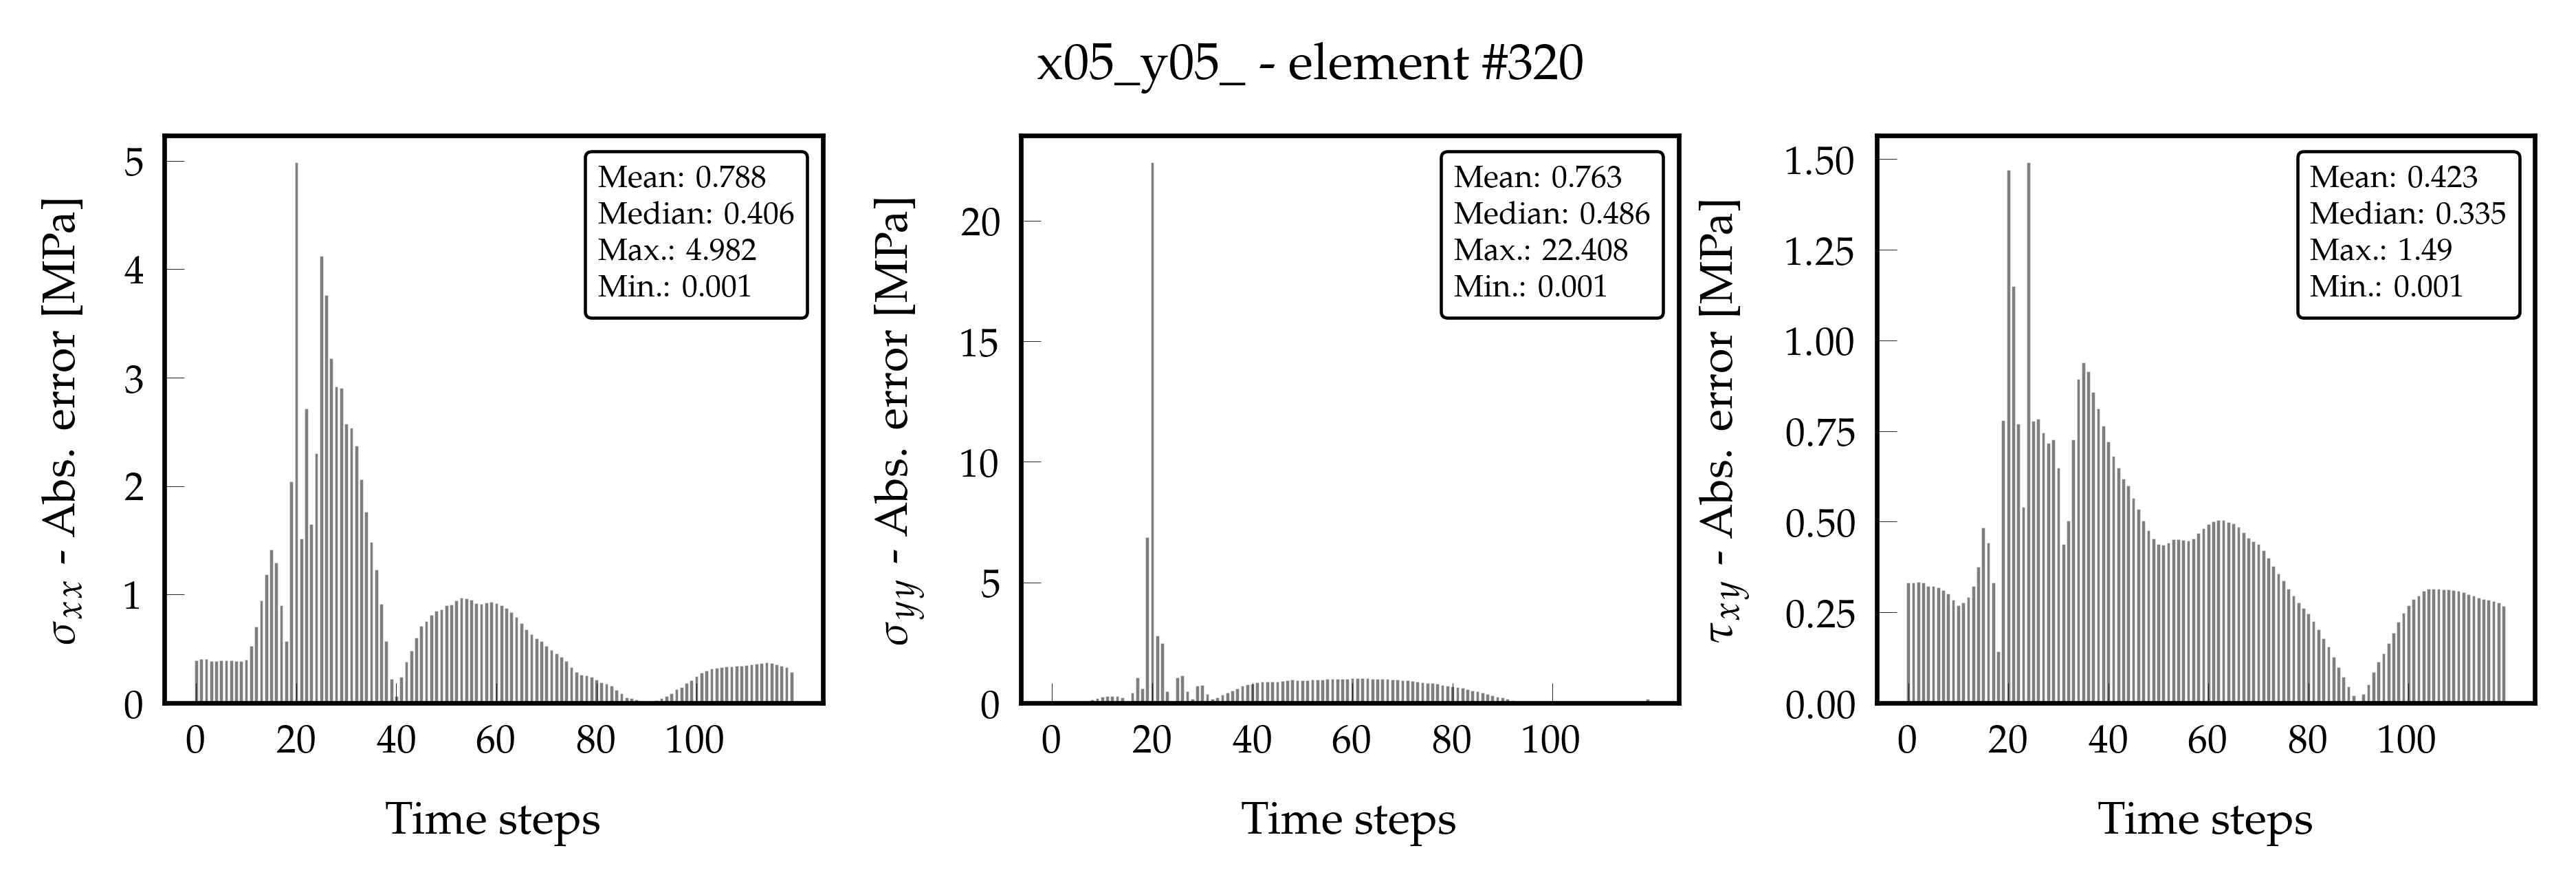 x05_y05_ - element #320
σxx - Abs. error [MPa]
5
4
3
2
1
0
0 20 40 60 80 100
Time steps
Mean: 0.788
Median: 0.406
Max.: 4.982
Min.: 0.001
σyy - Abs. error [MPa]
20
15
10
5
0
0 20 40 60 80 100
Time steps
Mean: 0.763
Median: 0.486
Max.: 22.408
Min.: 0.001
τxy - Abs. error [MPa]
1.50
1.25
1.00
0.75
0.50
0.25
0.00
0 20 40 60 80 100
Time steps
Mean: 0.423
Median: 0.335
Max.: 1.49
Min.: 0.001